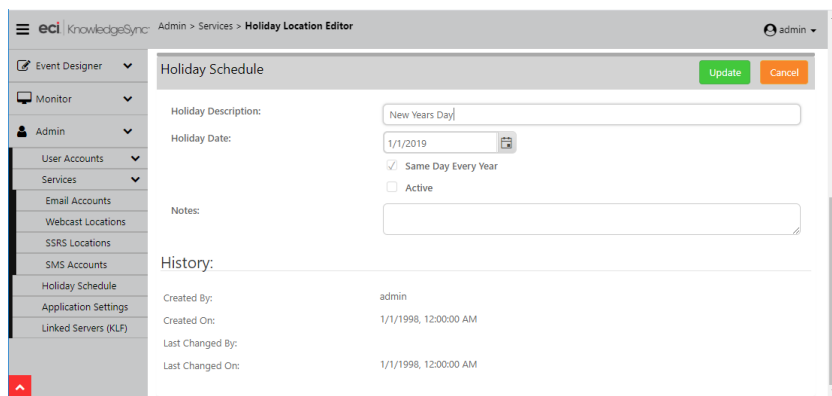 eci KnowledgeSync Admin > Services > Holiday Location Editor admin
Event Designer
Holiday Schedule Update Cancel
Monitor
Holiday Description: New Years Day
Admin
Holiday Date: 1/1/2019
User Accounts
Same Day Every Year
Services
Active
Email Accounts
Notes:
Webcast Locations
SSRS Locations
SMS Accounts
History:
Holiday Schedule
Created By: admin
Application Settings
Created On: 1/1/1998, 12:00:00 AM
Linked Servers (KLF)
Last Changed By:
Last Changed On: 1/1/1998, 12:00:00 AM